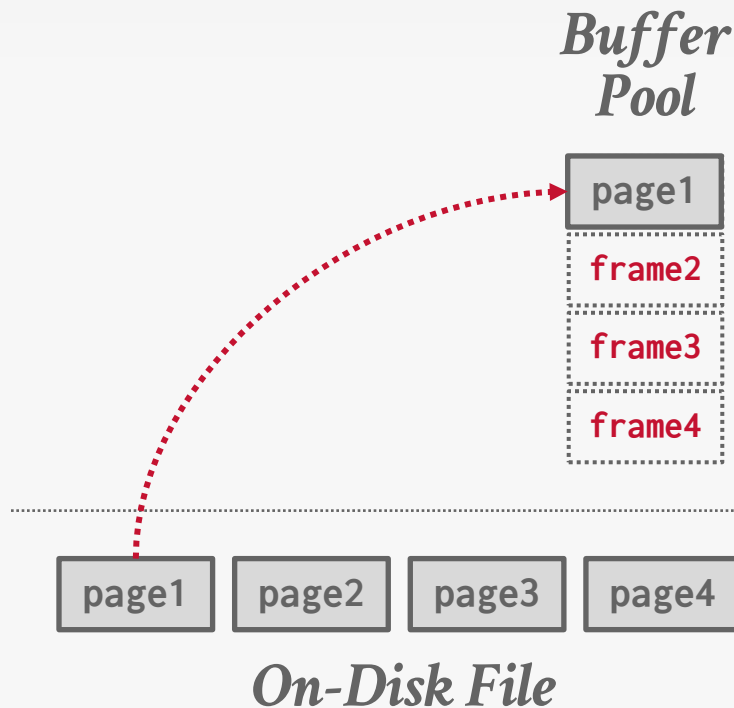 Buffer
Pool
page1
frame2
frame3
frame4
page1 page2 page3 page4
On-Disk File